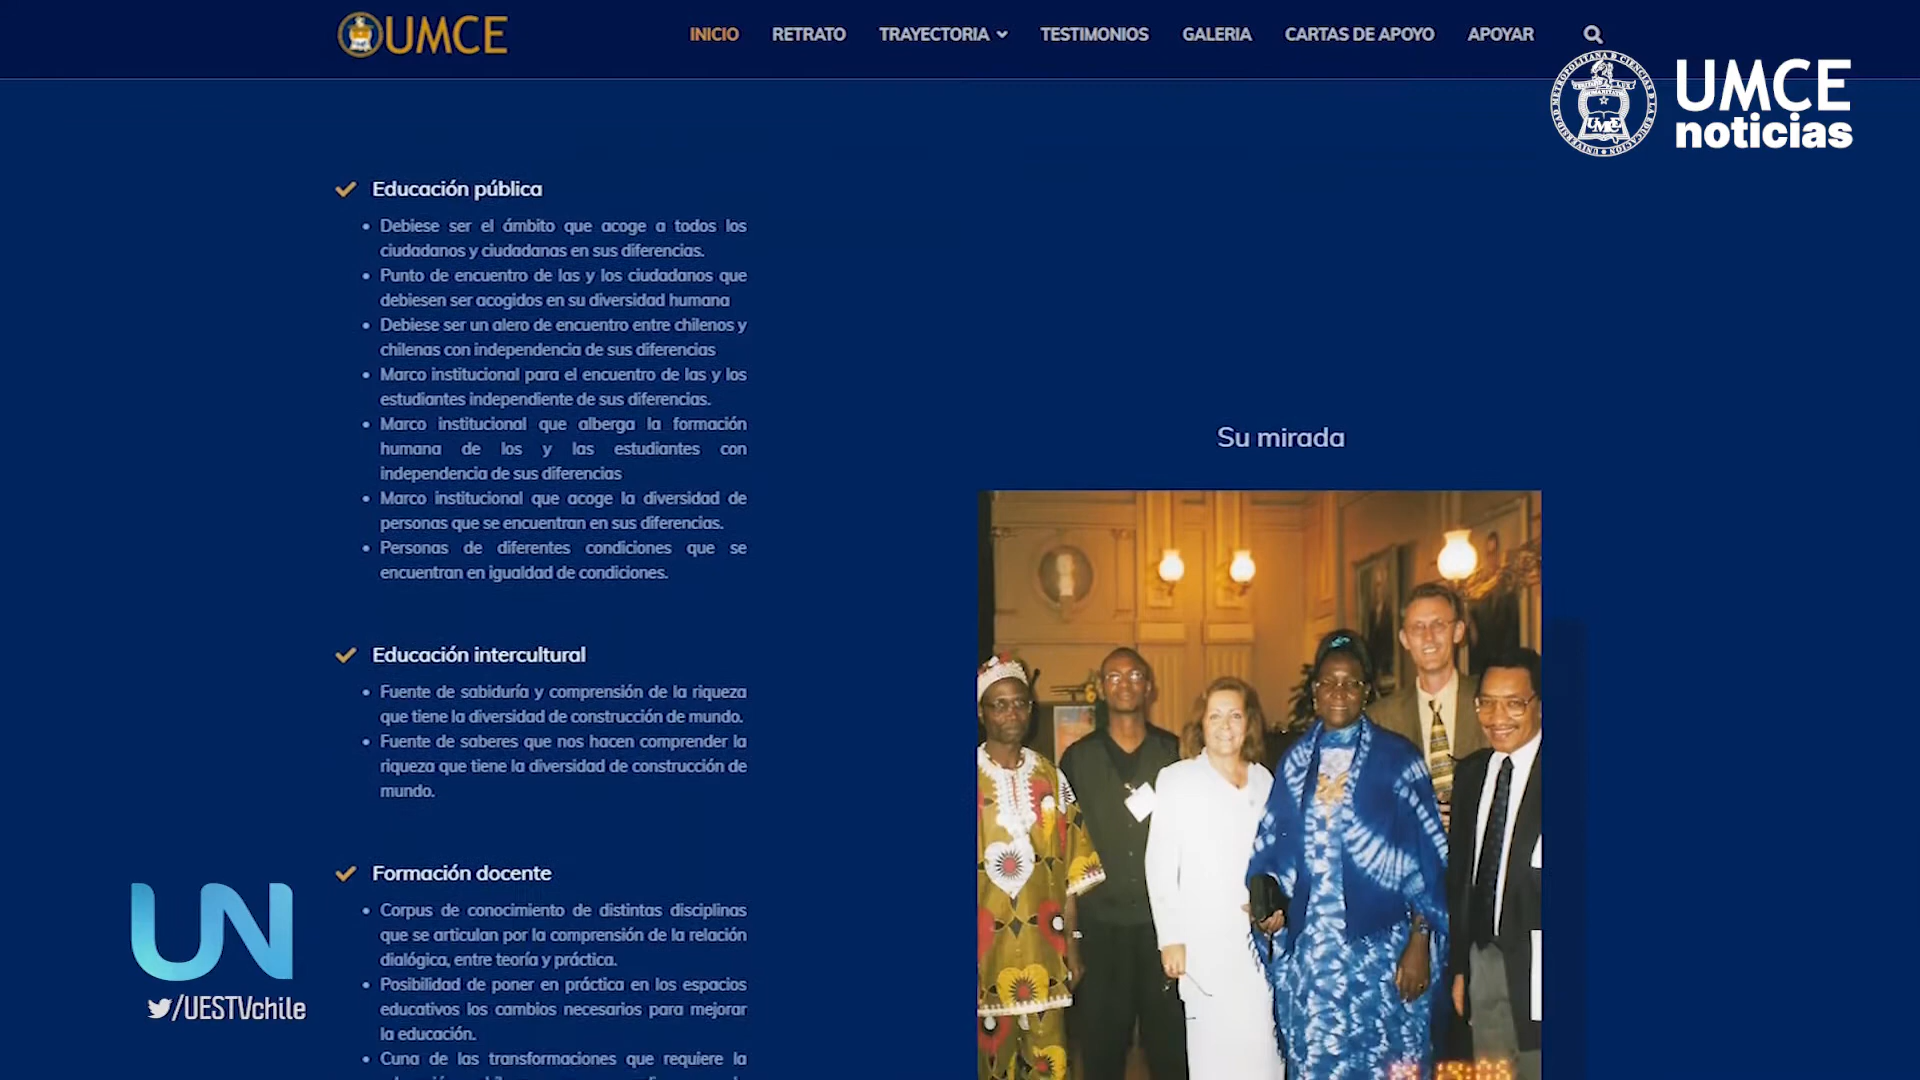 UMCE
INICIO
RETRATO
TRAYECTORIA
TESTIMONIOS
GALERIA
CARTAS DE APOYO
APOYAR
UMCE
noticias
UNIVERSIDAD METROPOLITANA D CIENCIAS D LA EDUCACIÓN
UMCE
Educación pública
• Debiese ser el ámbito que acoge a todos los
ciudadanos y ciudadanas en sus diferencias.
• Punto de encuentro de las y los ciudadanos que
debiesen ser acogidos en su diversidad humana
• Debiese ser un alero de encuentro entre chilenos y
chilenas con independencia de sus diferencias
• Marco institucional para el encuentro de las y los
estudiantes independiente de sus diferencias.
• Marco institucional que alberga la formación
humana de los y las estudiantes con
independencia de sus diferencias
• Marco institucional que acoge la diversidad de
personas que se encuentran en sus diferencias.
• Personas de diferentes condiciones que se
encuentran en igualdad de condiciones.
Educación intercultural
• Fuente de sabiduría y comprensión de la riqueza
que tiene la diversidad de construcción de mundo.
• Fuente de saberes que nos hacen comprender la
riqueza que tiene la diversidad de construcción de
mundo.
Formación docente
• Corpus de conocimiento de distintas disciplinas
que se articulan por la comprensión de la relación
dialógica, entre teoría y práctica.
• Posibilidad de poner en práctica en los espacios
educativos los cambios necesarios para mejorar
la educación.
• Cuna de las transformaciones que requiere la
Su mirada
UN
/UESTVchile